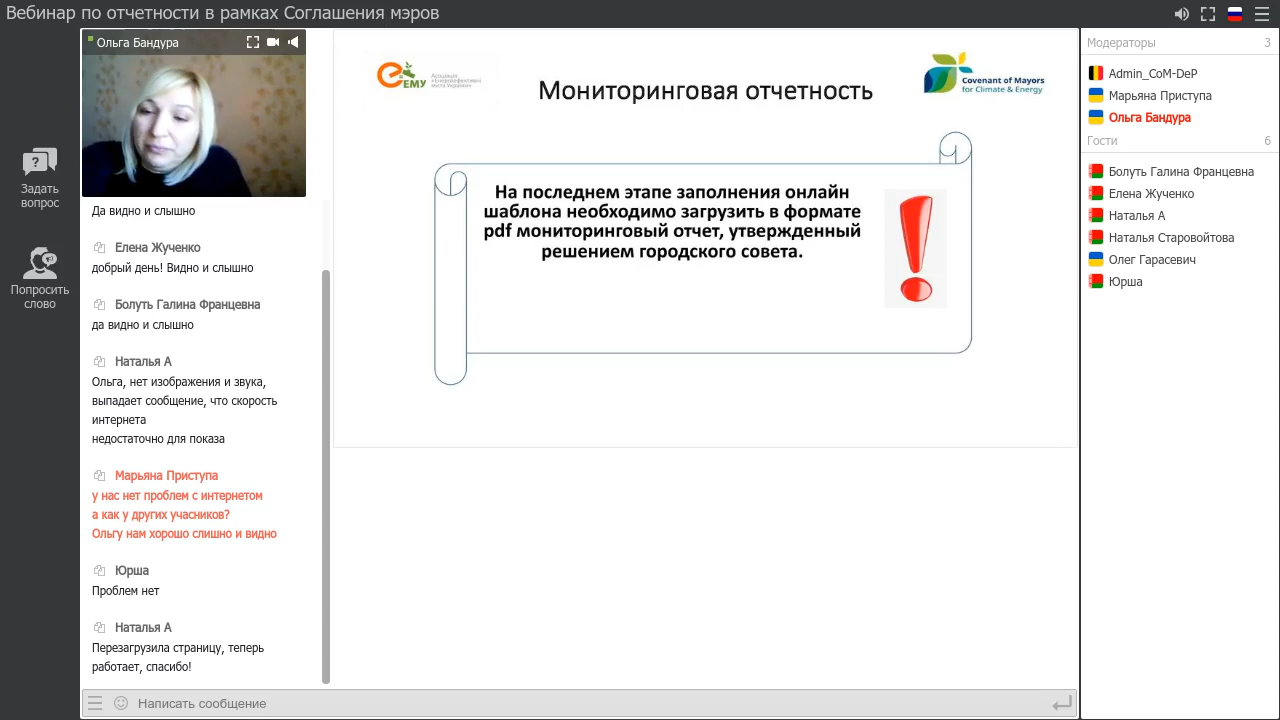 Вебинар по отчетности в рамках Соглашения мэров
Ольга Бандура
Задать
вопрос
Попросить
слово
Да видно и слышно
Елена Жученко
добрый день! Видно и слышно
Болуть Галина Францевна
да видно и слышно
Наталья А
Ольга, нет изображения и звука,
выпадает сообщение, что скорость
интернета
недостаточно для показа
Марьяна Приступа
у нас нет проблем с интернетом
а как у других учасников?
Ольгу нам хорошо слишно и видно
Юрша
Проблем нет
Наталья А
Перезагрузила страницу, теперь
работает, спасибо!
Написать сообщение
ЕМУ
Асоціація
«Енергоефективні
міста України»
Мониторинговая отчетность
Covenant of Mayors
for Climate & Energy
На последнем этапе заполнения онлайн
шаблона необходимо загрузить в формате
pdf мониторинговый отчет, утвержденный
решением городского совета.
Модераторы 3
Admin_CoM-DeP
Марьяна Приступа
Ольга Бандура
Гости 6
Болуть Галина Францевна
Елена Жученко
Наталья А
Наталья Старовойтова
Олег Гарасевич
Юрша